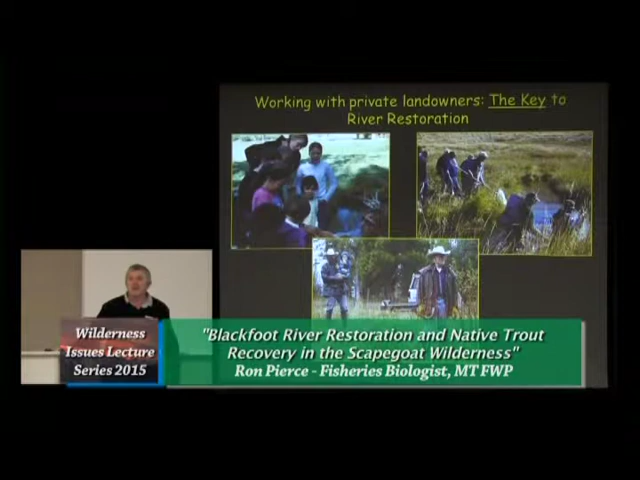 Working with private landowners: The Key to
River Restoration
Wilderness
Issues Lecture
Series 2015
"Blackfoot River Restoration and Native Trout
Recovery in the Scapegoat Wilderness"
Ron Pierce - Fisheries Biologist, MT FWP